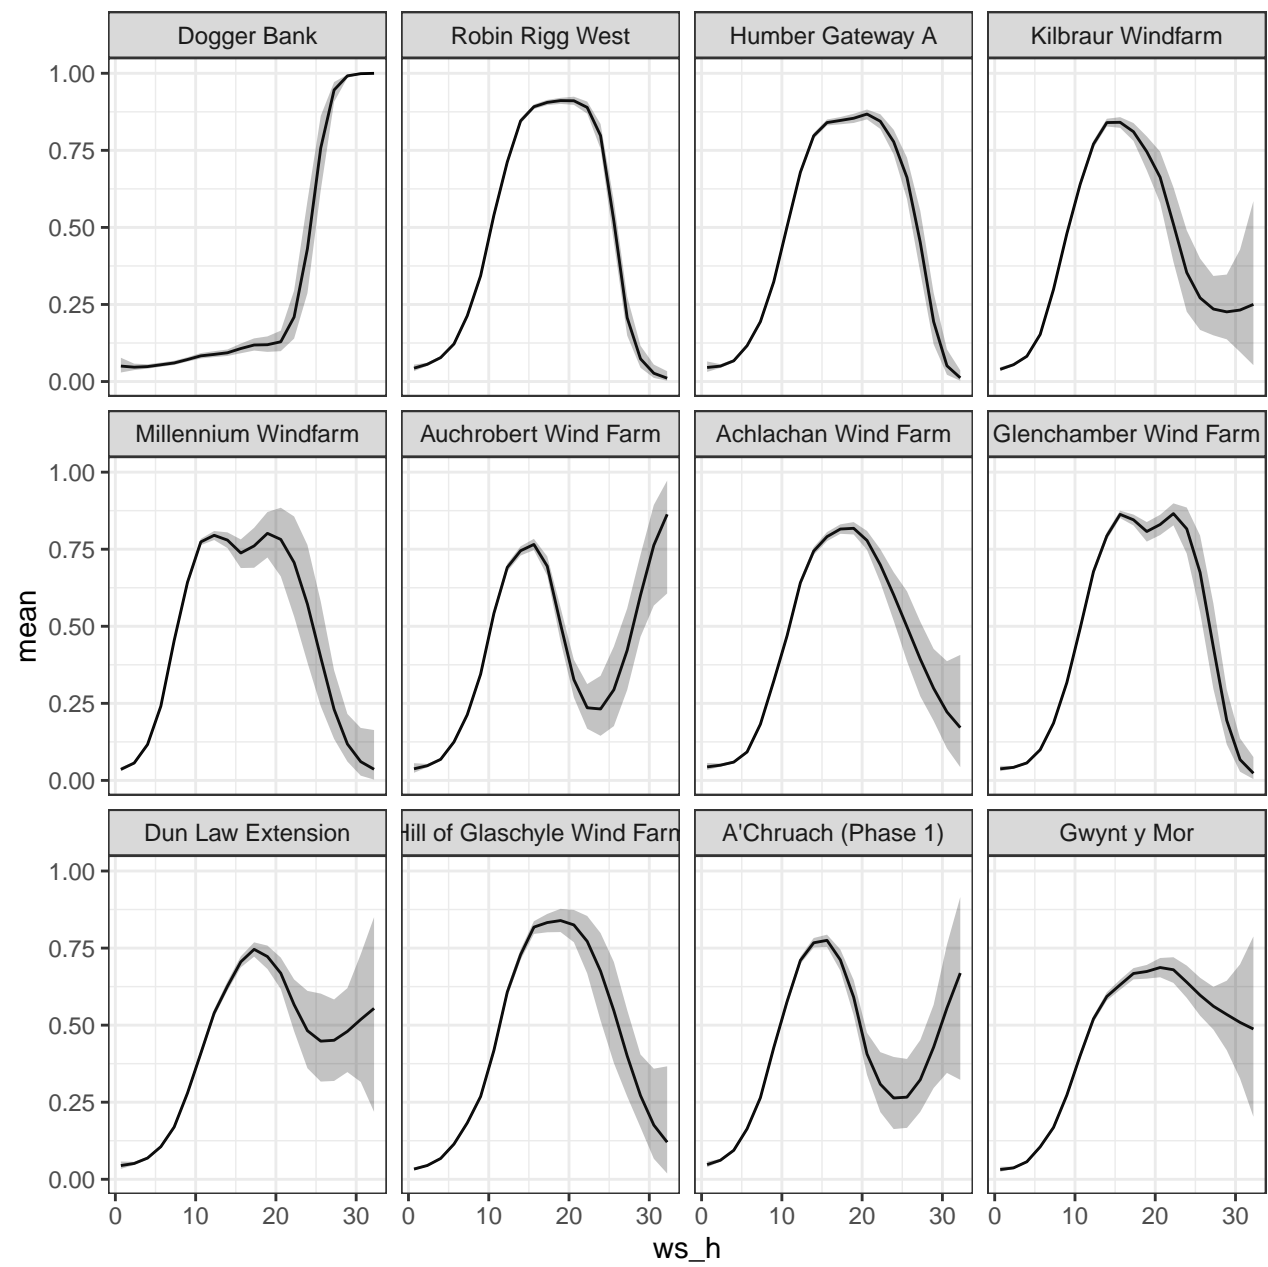 Dogger Bank
Robin Rigg West
Humber Gateway A
Kilbraur Windfarm
1.00
0.75
0.50
0.25
0.00
Millennium Windfarm
Auchrobert Wind Farm
Achlachan Wind Farm
Glenchamber Wind Farm
1.00
0.75
0.50
0.25
0.00
mean
Dun Law Extension
Hill of Glaschyle Wind Farm
A'Chruach (Phase 1)
Gwynt y Mor
1.00
0.75
0.50
0.25
0.00
0 10 20 30
0 10 20 30
0 10 20 30
0 10 20 30
ws_h